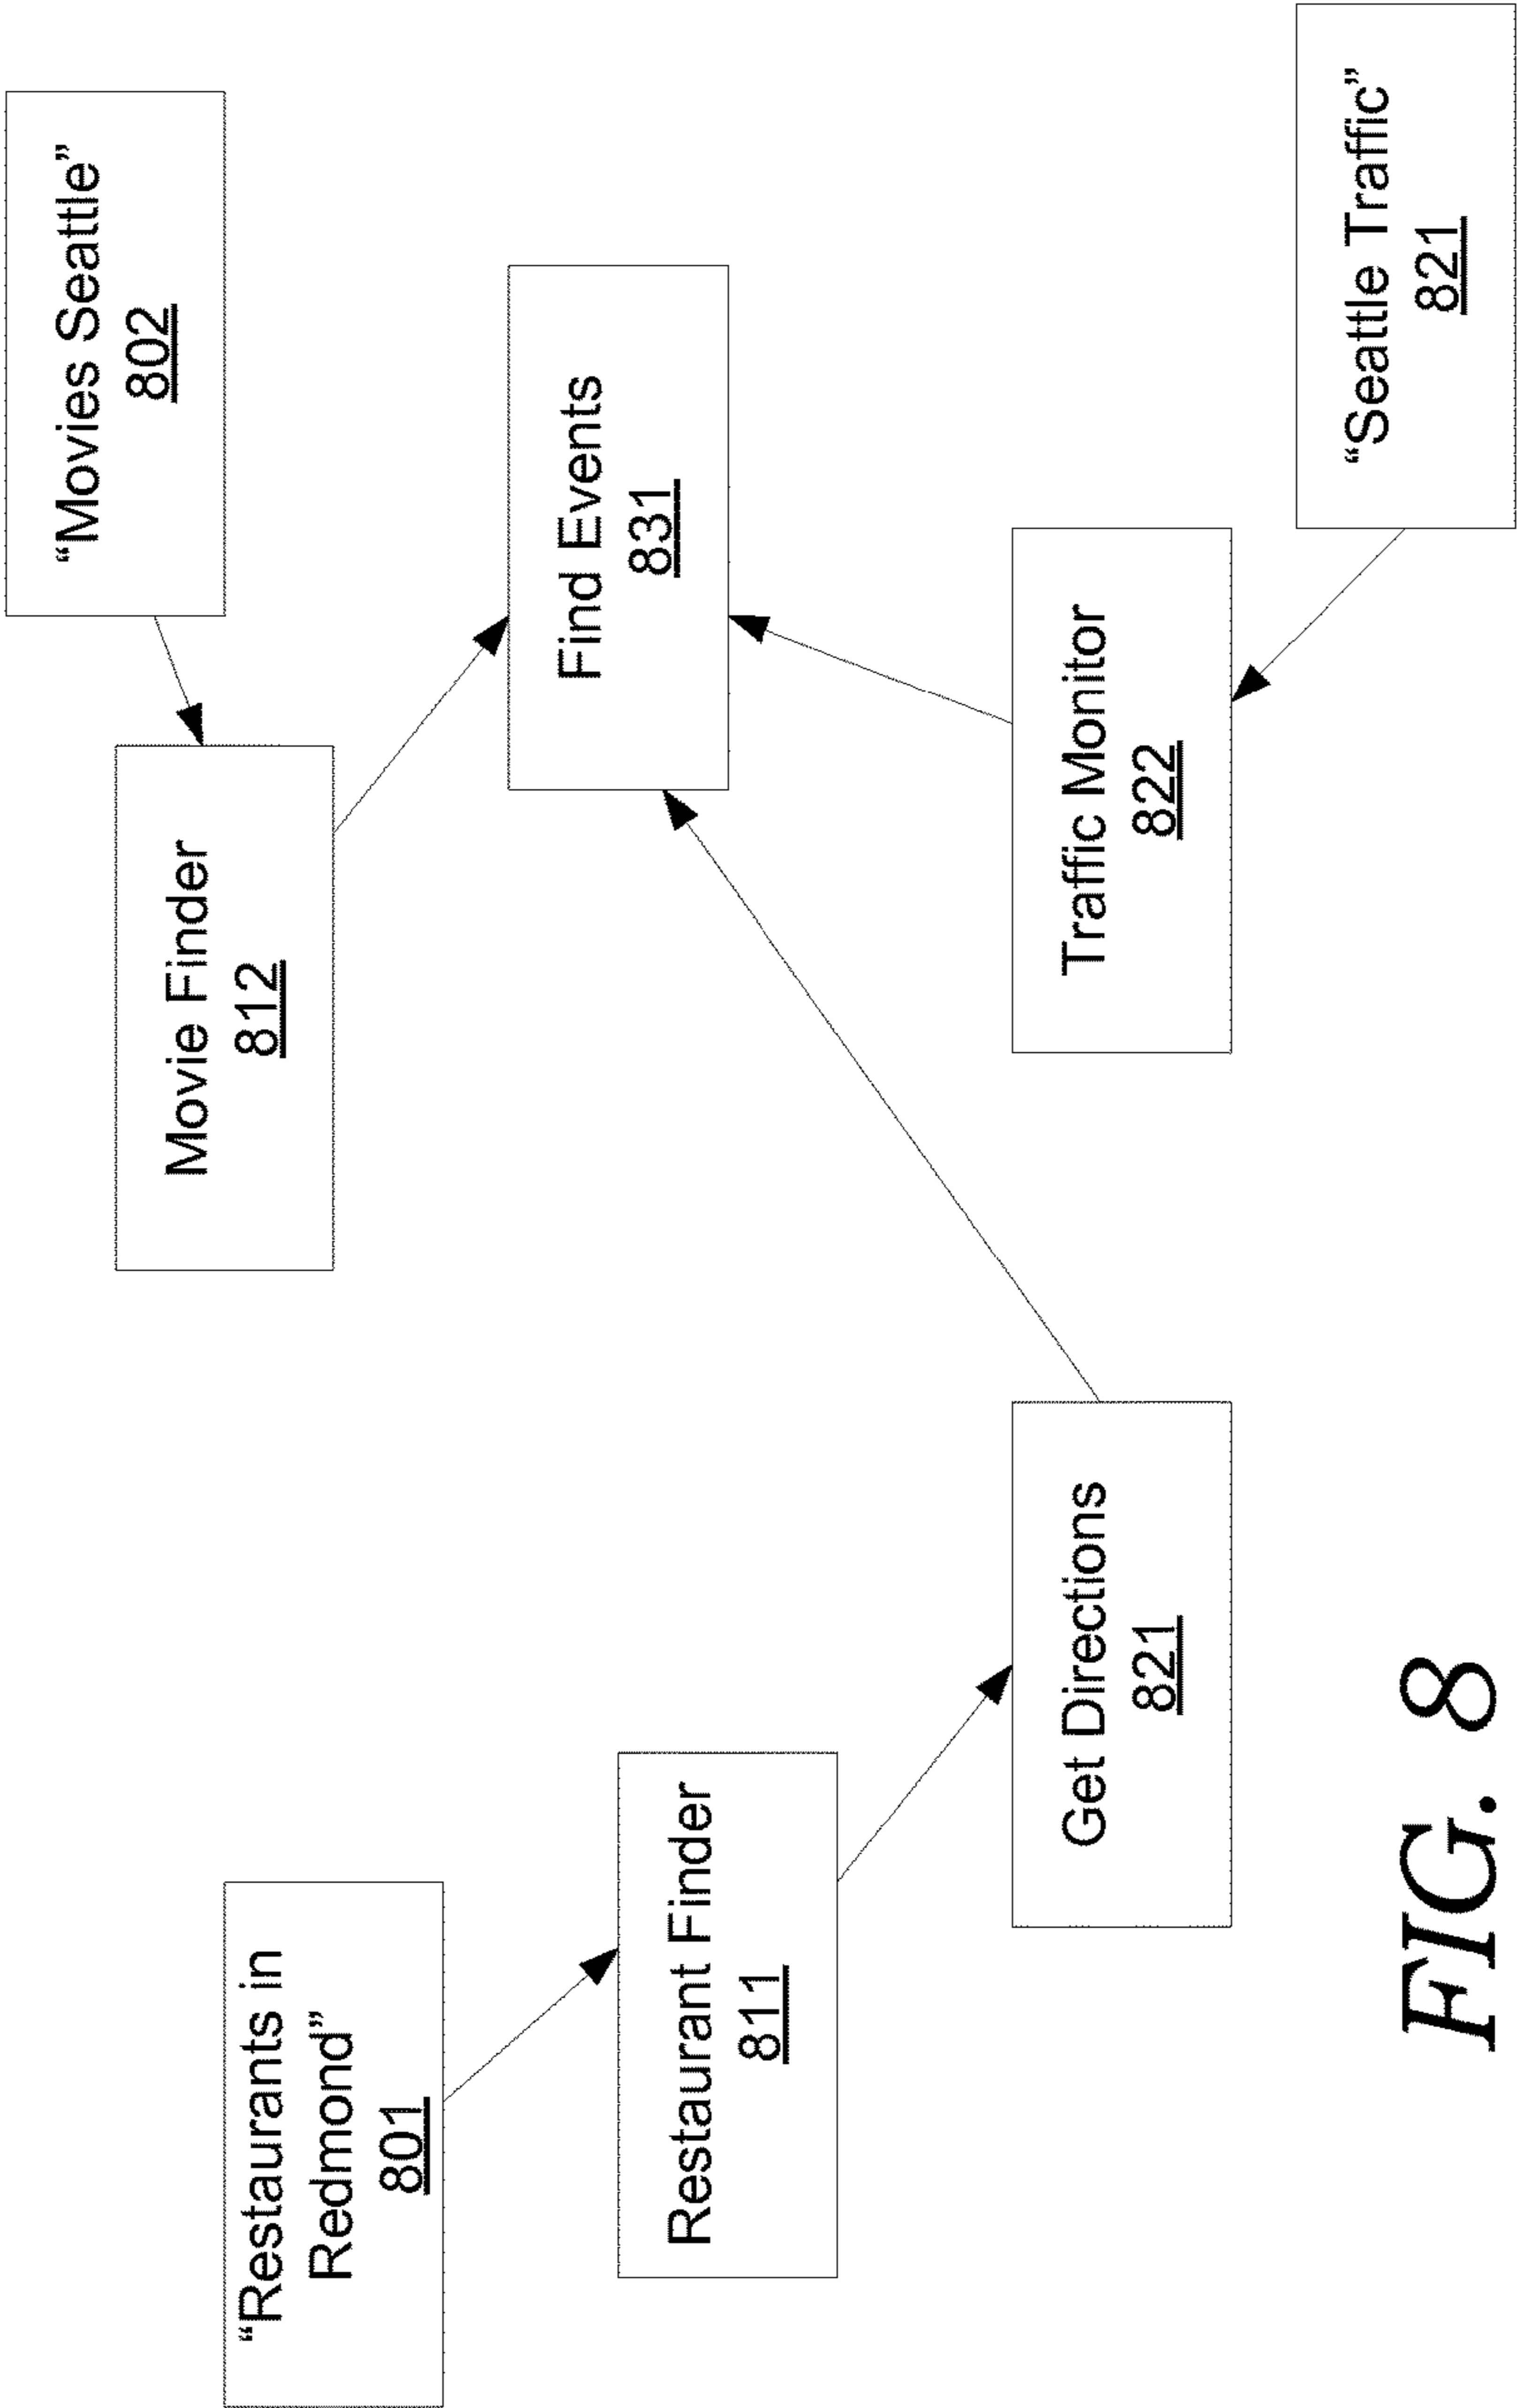 “Restaurants in
Redmond”
801
Restaurant Finder
811
Get Directions
821
Movie Finder
812
“Movies Seattle”
802
Find Events
831
Traffic Monitor
822
“Seattle Traffic”
821
FIG. 8